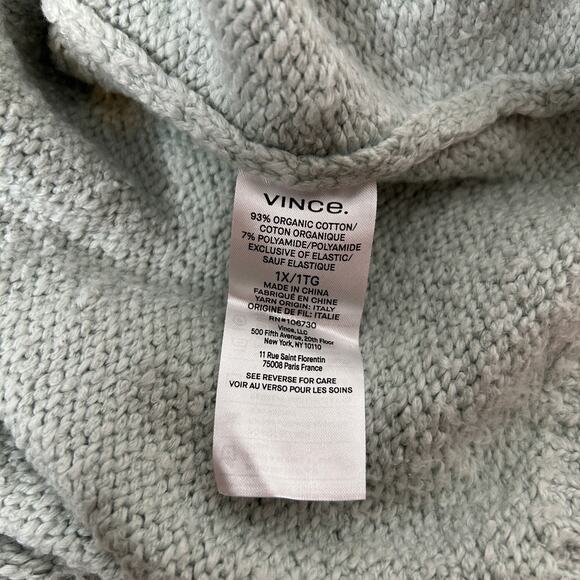 VINCe.
93% ORGANIC COTTON/
COTON ORGANIQUE
7% POLYAMIDE/POLYAMIDE
EXCLUSIVE OF ELASTIC/
SAUF ELASTIQUE
1X/1TG
MADE IN CHINA
FABRIQUÉ EN CHINE
YARN ORIGIN: ITALY
ORIGINE DE FIL: ITALIE
RN#106730
Vince, LLC
500 Fifth Avenue, 20th Floor
New York, NY 10110
11 Rue Saint Florentin
75008 Paris France
SEE REVERSE FOR CARE
VOIR AU VERSO POUR LES SOINS